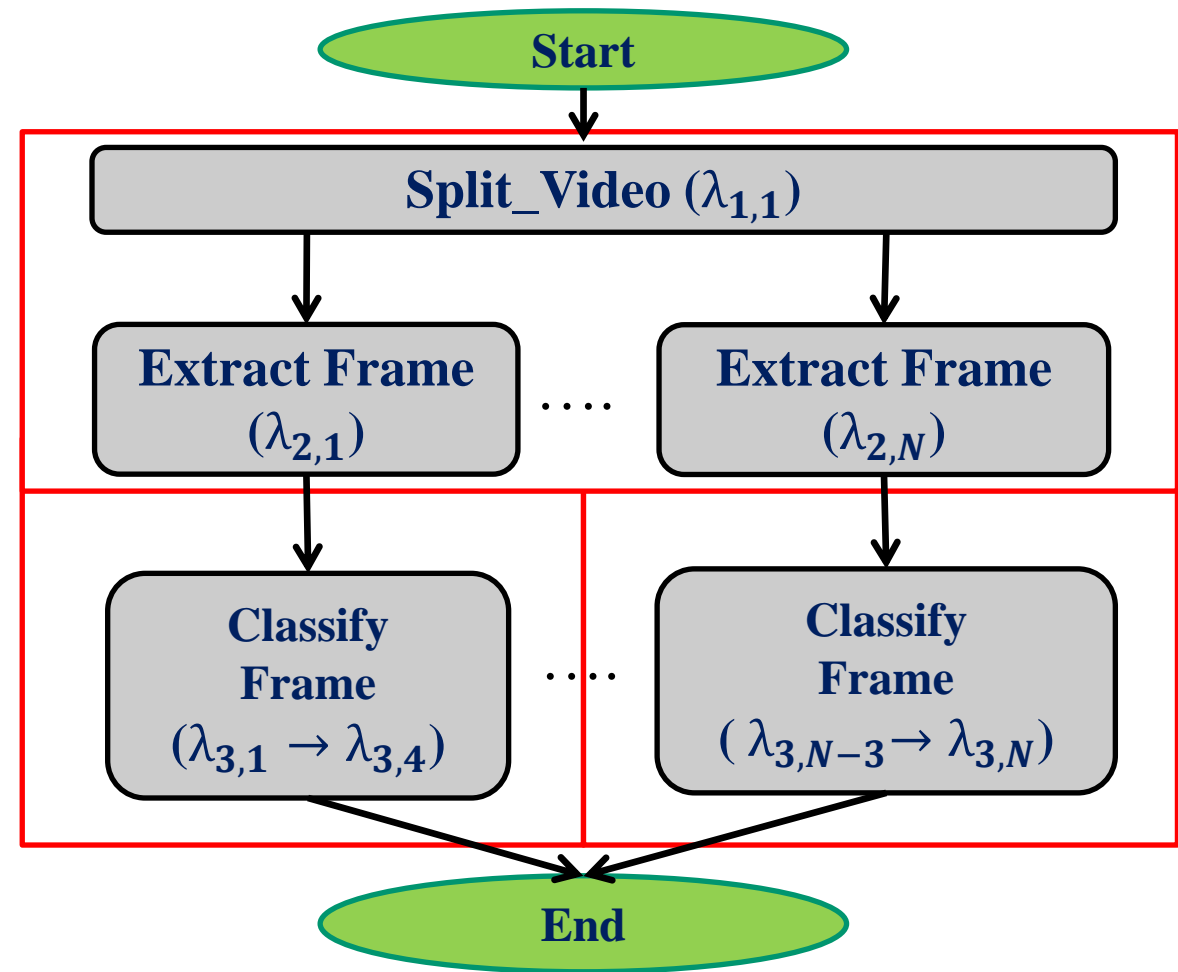 Start
Split_Video (λ₁,₁)
Extract Frame
(λ₂,₁)
....
Extract Frame
(λ₂,N)
Classify
Frame
(λ₃,₁ → λ₃,₄)
....
Classify
Frame
( λ₃,N−₃→ λ₃,N)
End